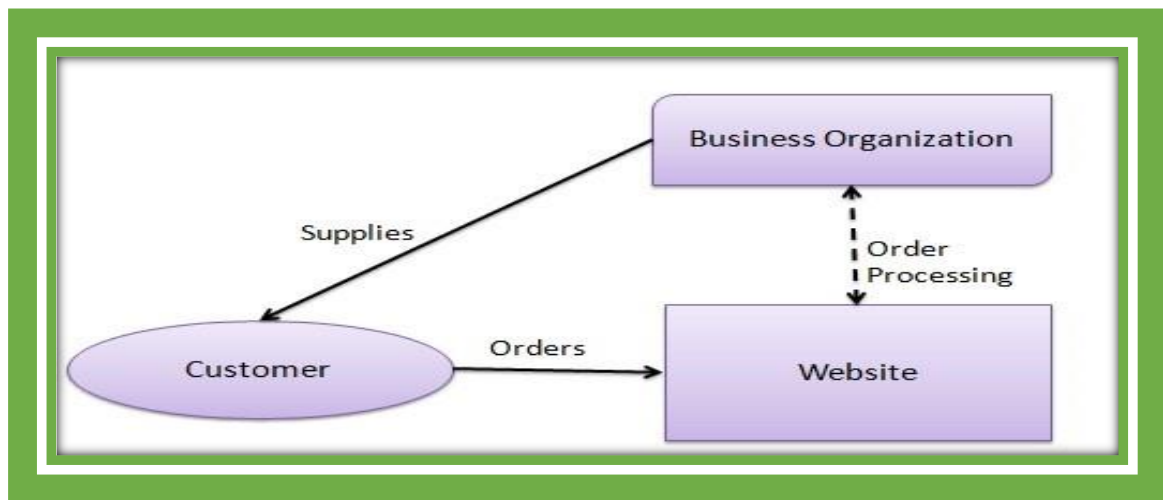 Business Organization
Supplies
Order
Processing
Orders
Customer
Website